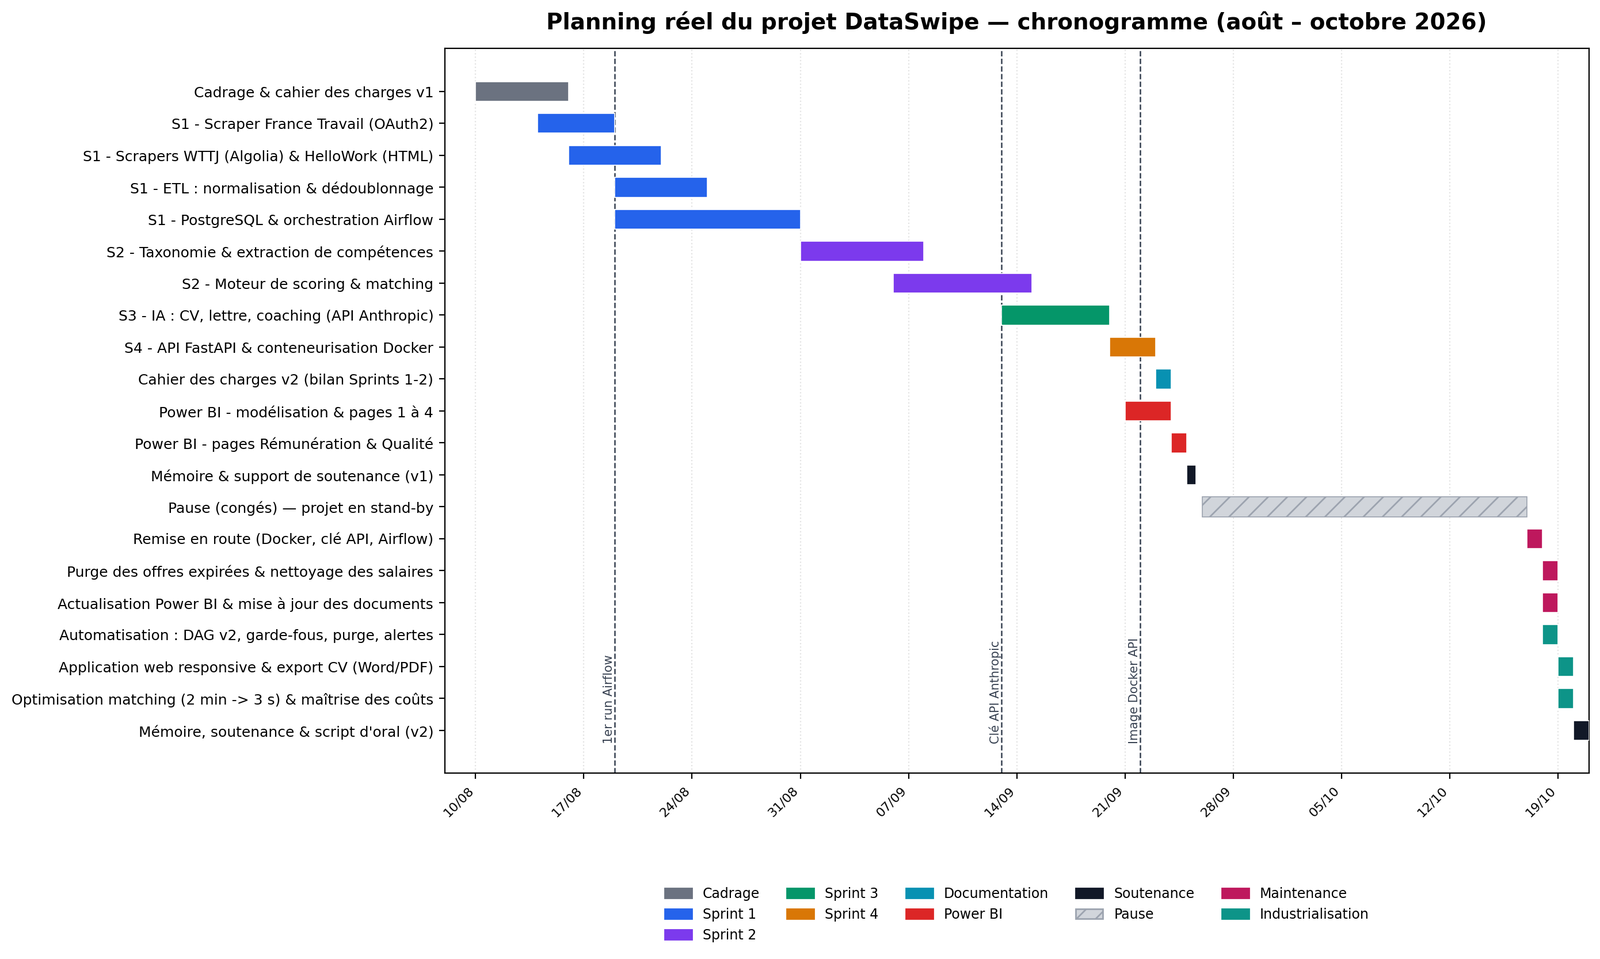 Planning réel du projet DataSwipe — chronogramme (août – octobre 2026)
Cadrage & cahier des charges v1
S1 - Scraper France Travail (OAuth2)
S1 - Scrapers WTTJ (Algolia) & HelloWork (HTML)
S1 - ETL : normalisation & dédoublonnage
S1 - PostgreSQL & orchestration Airflow
S2 - Taxonomie & extraction de compétences
S2 - Moteur de scoring & matching
S3 - IA : CV, lettre, coaching (API Anthropic)
S4 - API FastAPI & conteneurisation Docker
Cahier des charges v2 (bilan Sprints 1-2)
Power BI - modélisation & pages 1 à 4
Power BI - pages Rémunération & Qualité
Mémoire & support de soutenance (v1)
Pause (congés) — projet en stand-by
Remise en route (Docker, clé API, Airflow)
Purge des offres expirées & nettoyage des salaires
Actualisation Power BI & mise à jour des documents
Automatisation : DAG v2, garde-fous, purge, alertes
Application web responsive & export CV (Word/PDF)
Optimisation matching (2 min -> 3 s) & maîtrise des coûts
Mémoire, soutenance & script d'oral (v2)
1er run Airflow
Clé API Anthropic
Image Docker API
10/08
17/08
24/08
31/08
07/09
14/09
21/09
28/09
05/10
12/10
19/10
Cadrage
Sprint 1
Sprint 2
Sprint 3
Sprint 4
Documentation
Power BI
Soutenance
Pause
Maintenance
Industrialisation